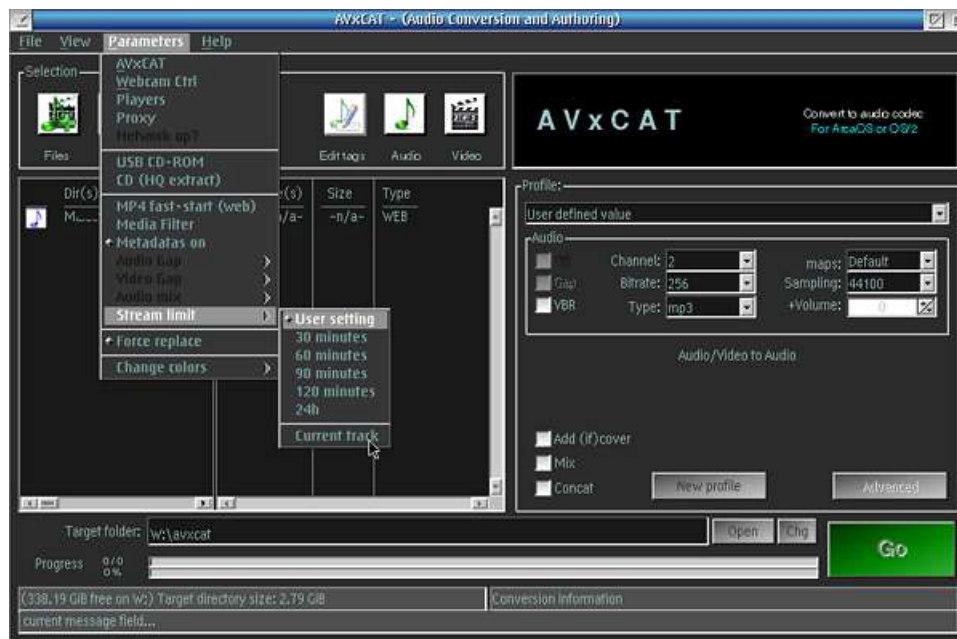 AVxCAT - (Audio Conversion and Authoring)
File View Parameters Help
Selection
AVxCAT
Webcam Ctrl
Players
Proxy
Network up?
USB CD-ROM
CD (HQ extract)
MP4 fast-start (web)
Media Filter
Metadatas on
Audio Gap
Video Gap
Audio mix
Stream limit
Force replace
Change colors
User setting
30 minutes
60 minutes
90 minutes
120 minutes
24h
Current track
Files
Edit tags Audio Video
AVxCAT
Convert to audio codec
For ArcaOS or OS/2
Dir(s) Size Type
-n/a- WEB
Profile:
User defined value
Audio
Channel: 2 maps: Default
Gap Bitrate: 256 Sampling: 44100
VBR Type: mp3 +Volume: 0
Audio/Video to Audio
Add (if)cover
Mix
Concat New profile Advanced
Target folder: w:\avxcat Open Chg
Go
Progress 0/0
0%
(338.19 GiB free on W:) Target directory size: 2.79 GiB Conversion information
current message field...